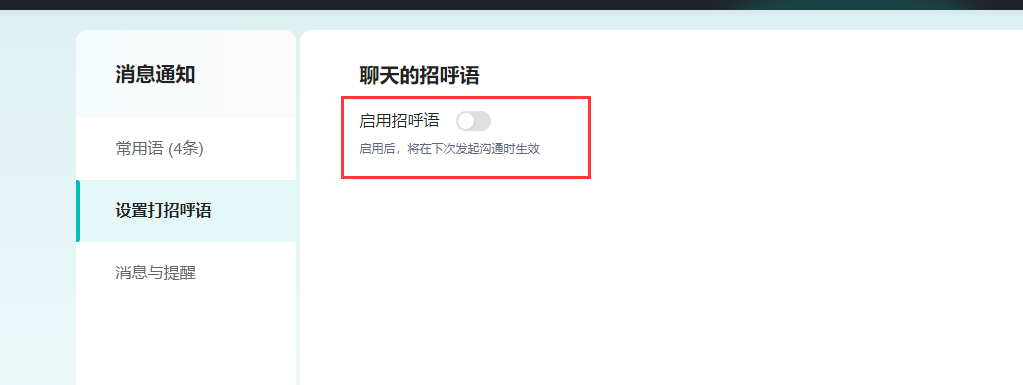 消息通知
常用语 (4条)
设置打招呼语
消息与提醒
聊天的招呼语
启用招呼语
启用后，将在下次发起沟通时生效